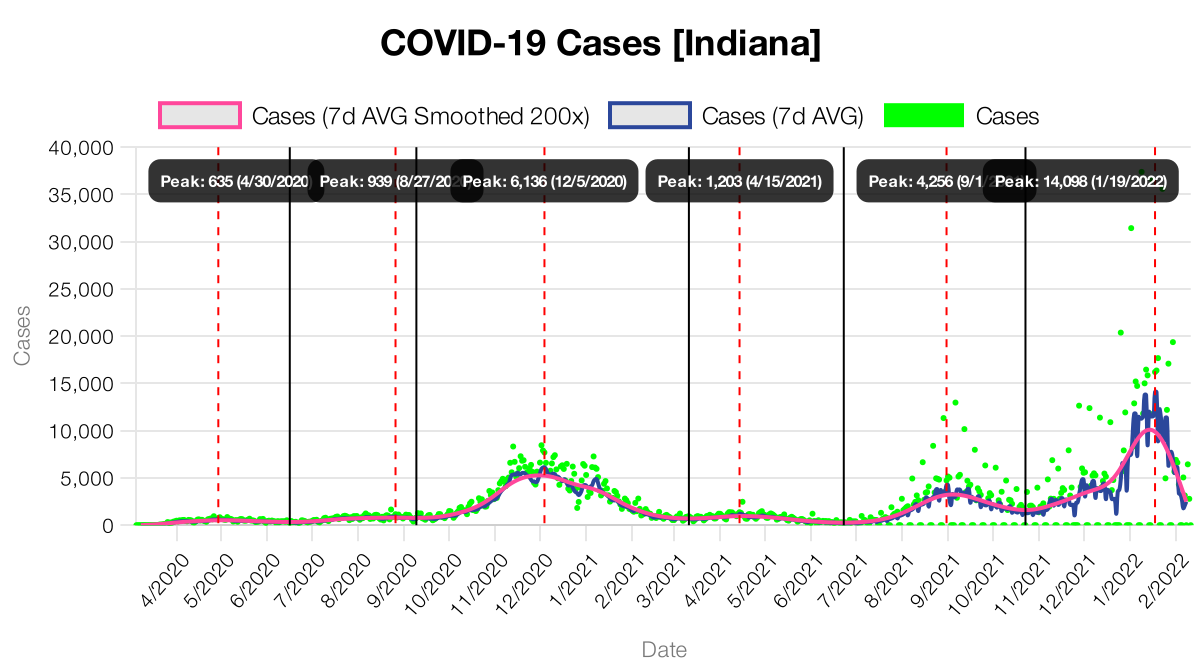 COVID-19 Cases [Indiana]
Cases (7d AVG Smoothed 200x) Cases (7d AVG) Cases
40,000
35,000
30,000
25,000
20,000
15,000
10,000
5,000
0
Cases
Peak: 635 (4/30/2020) Peak: 939 (8/27/20 Peak: 6,136 (12/5/2020) Peak: 1,203 (4/15/2021) Peak: 4,256 (9/1/2 Peak: 14,098 (1/19/2022)
4/2020 5/2020 6/2020 7/2020 8/2020 9/2020 10/2020 11/2020 12/2020 1/2021 2/2021 3/2021 4/2021 5/2021 6/2021 7/2021 8/2021 9/2021 10/2021 11/2021 12/2021 1/2022 2/2022
Date